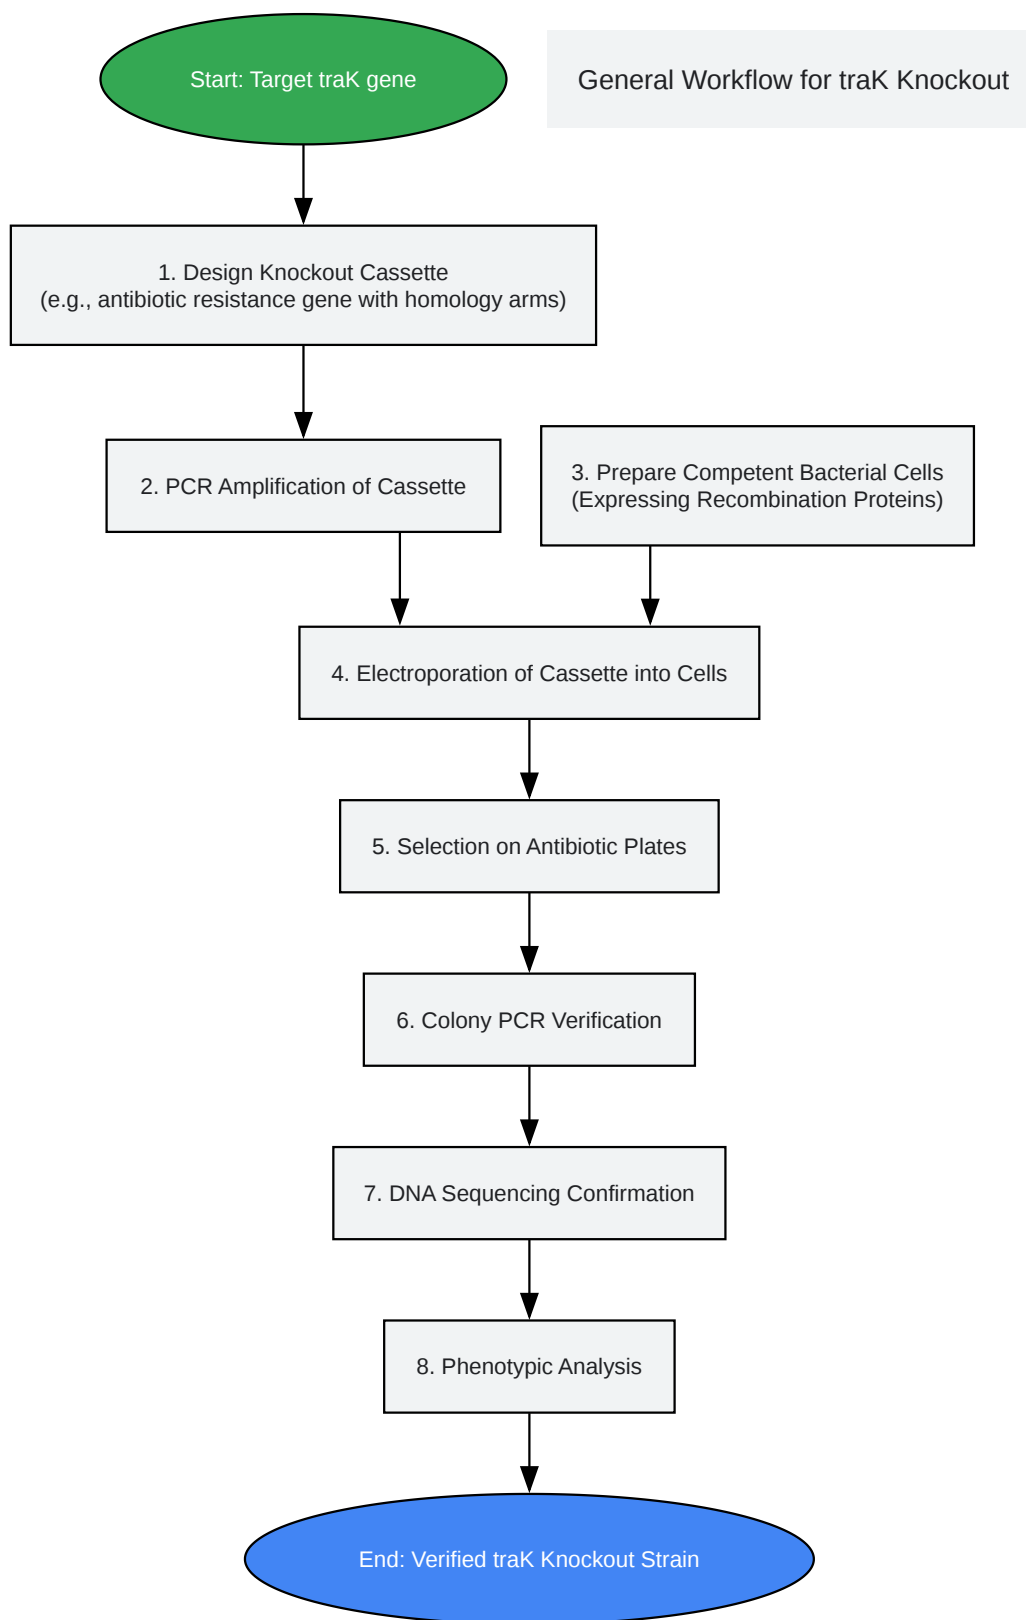 Start: Target traK gene
General Workflow for traK Knockout
1. Design Knockout Cassette
(e.g., antibiotic resistance gene with homology arms)
2. PCR Amplification of Cassette
3. Prepare Competent Bacterial Cells
(Expressing Recombination Proteins)
4. Electroporation of Cassette into Cells
5. Selection on Antibiotic Plates
6. Colony PCR Verification
7. DNA Sequencing Confirmation
8. Phenotypic Analysis
End: Verified traK Knockout Strain